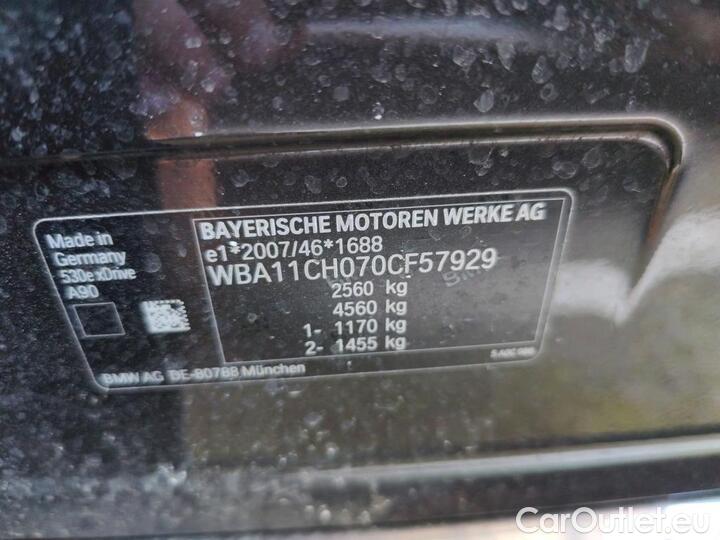 BAYERISCHE MOTOREN WERKE AG
e1*2007/46*1688
WBA11CH070CF57929
2560 kg
4560 kg
1- 1170 kg
2- 1455 kg
Made in
Germany
530e xDrive
A90
BMW AG DE-80788 München
CarOutlet.eu